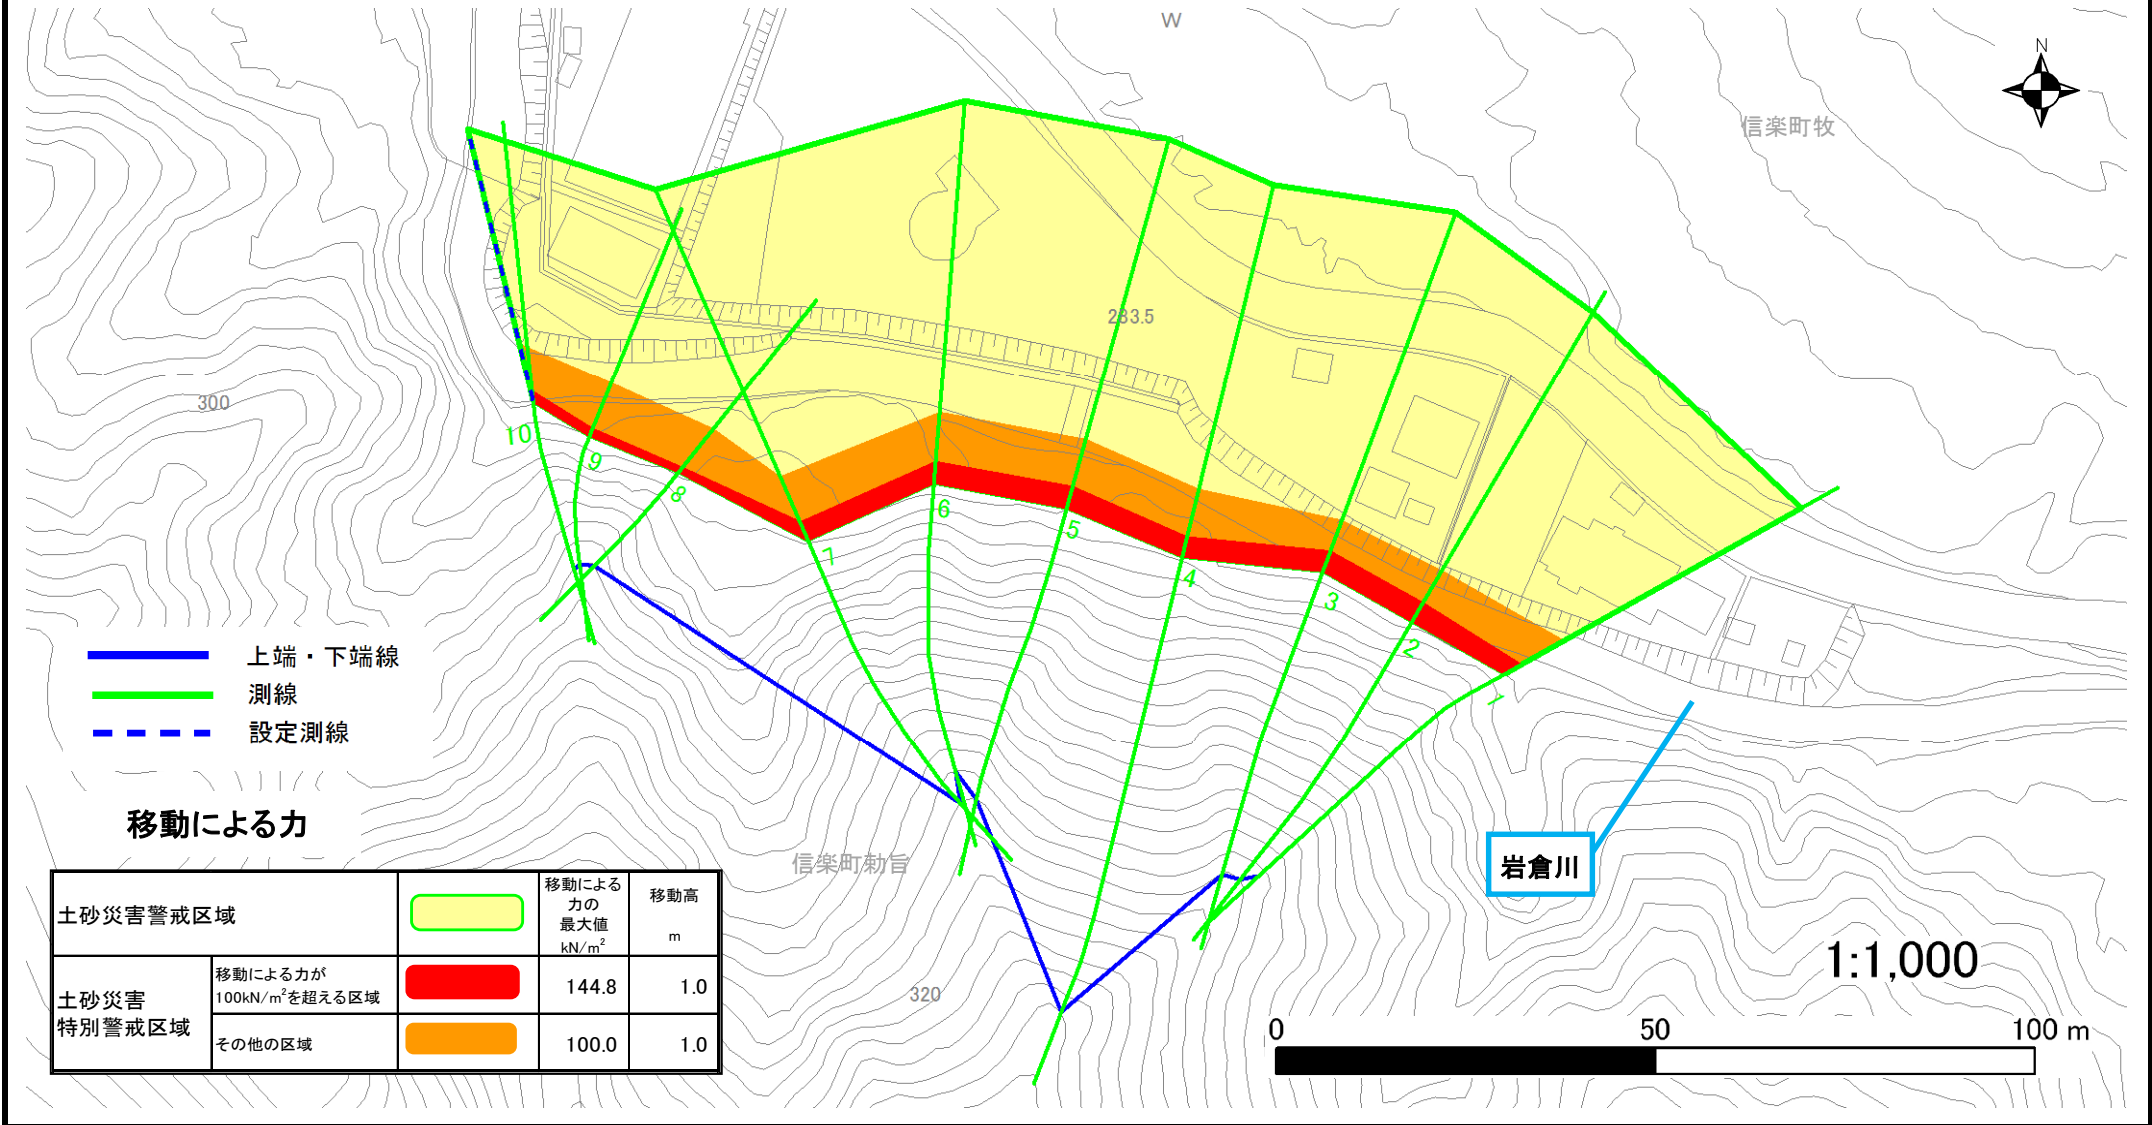 W
N
信楽町牧
283.5
300
10
9
8
7
6
5
4
3
2
1
上端・下端線
測線
設定測線
移動による力
信楽町勅旨
320
岩倉川
1:1,000
0 50 100 m
土砂災害警戒区域
移動による
力の
最大値
kN/m²
移動高
m
土砂災害
特別警戒区域
移動による力が
100kN/m²を超える区域
144.8 1.0
その他の区域
100.0 1.0